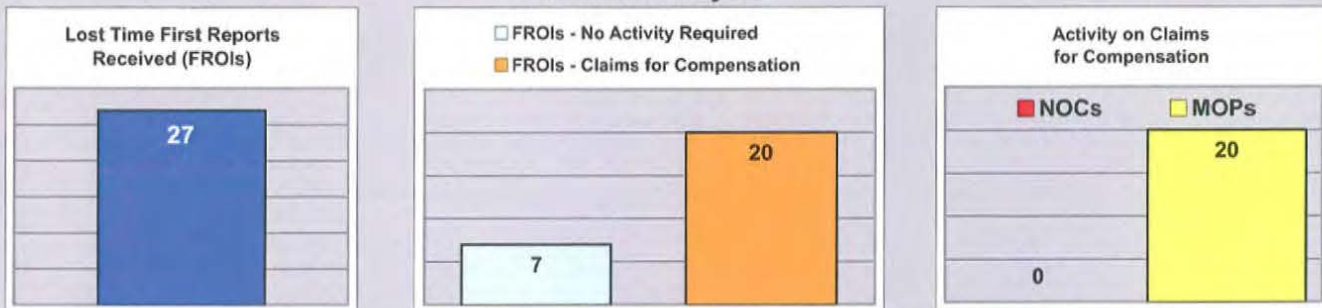 Lost Time First Reports
Received (FROIs)
27
FROIs - No Activity Required
FROIs - Claims for Compensation
7
20
Activity on Claims
for Compensation
NOCs
MOPs
0
20